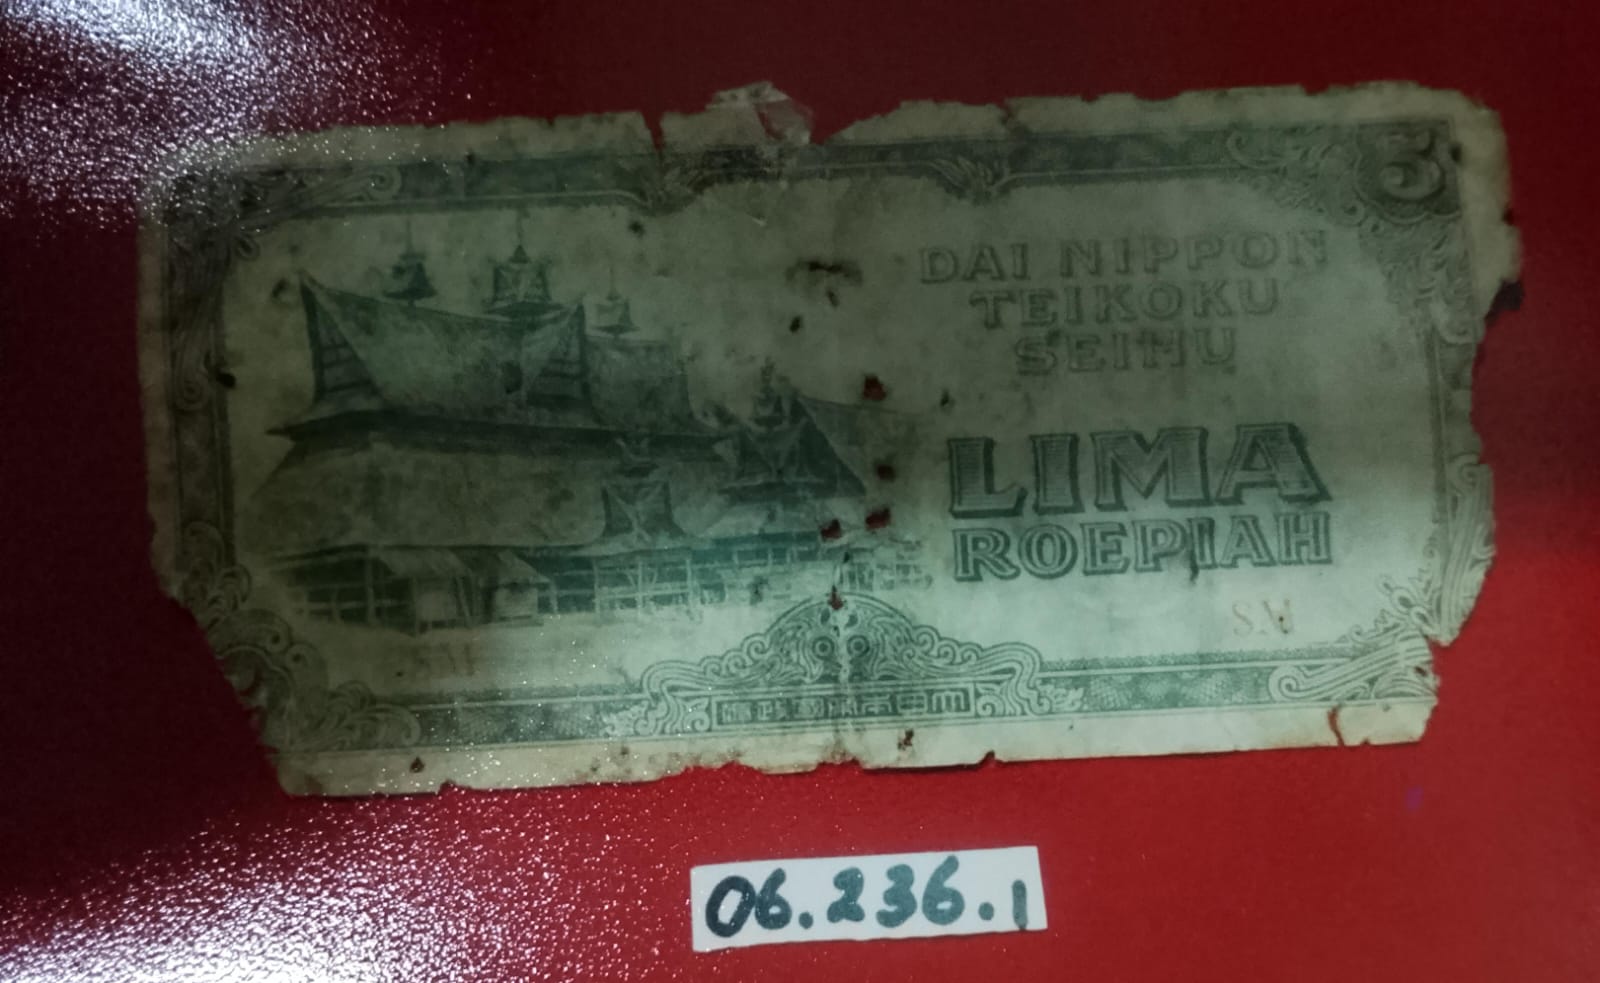 5
DAI NIPPON
TEIKOKU
SEIHU
LIMA
ROEPIAH
SM
SM
06.236.1